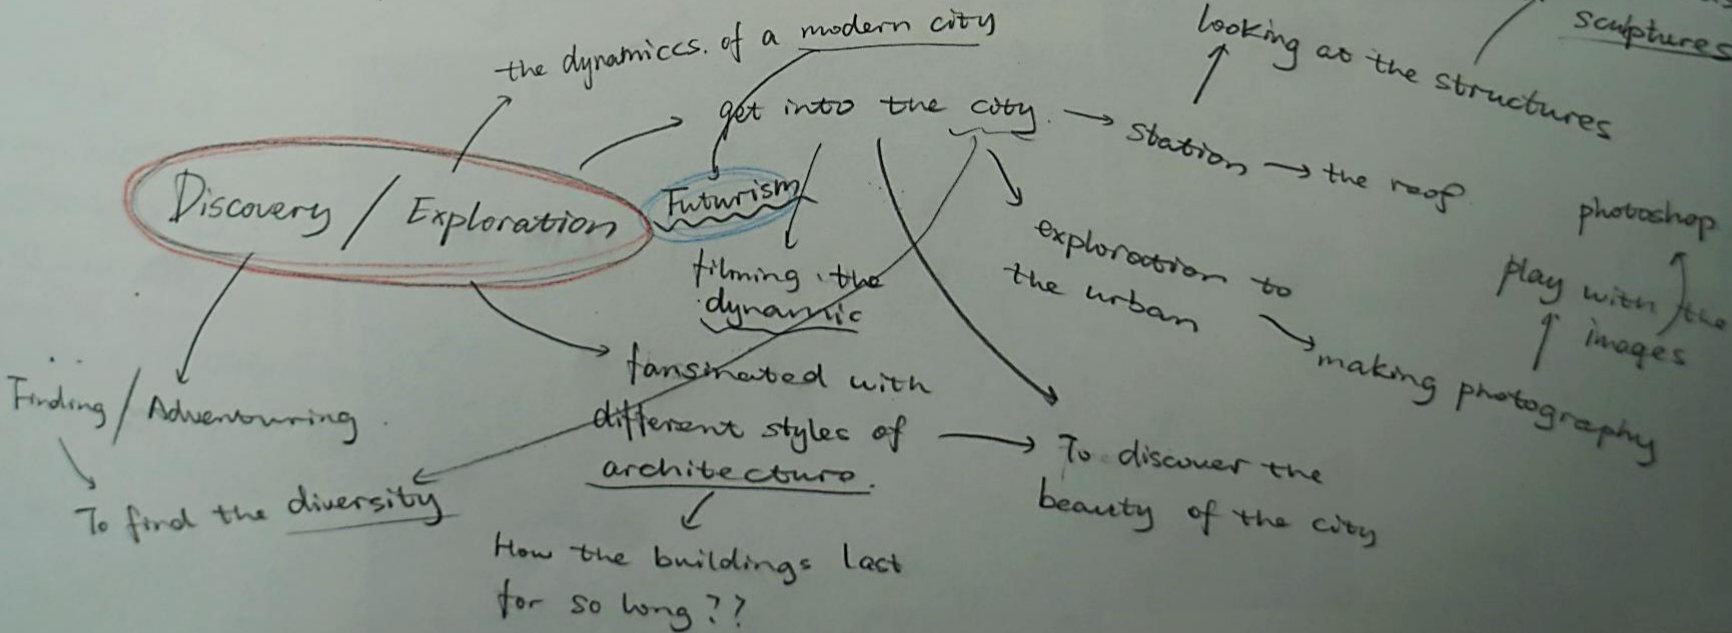 the dynamiccs. of a modern city
looking at the structures
sculptures
get into the city.
station → the roof
Discovery / Exploration
Futurism
photoshop
filming the
dynamic
exploration to
the urban
play with the
images
making photography
Finding / Adventuring
fansinated with
different styles of
architecture.
To discover the
beauty of the city
To find the diversity
How the buildings last
for so long??